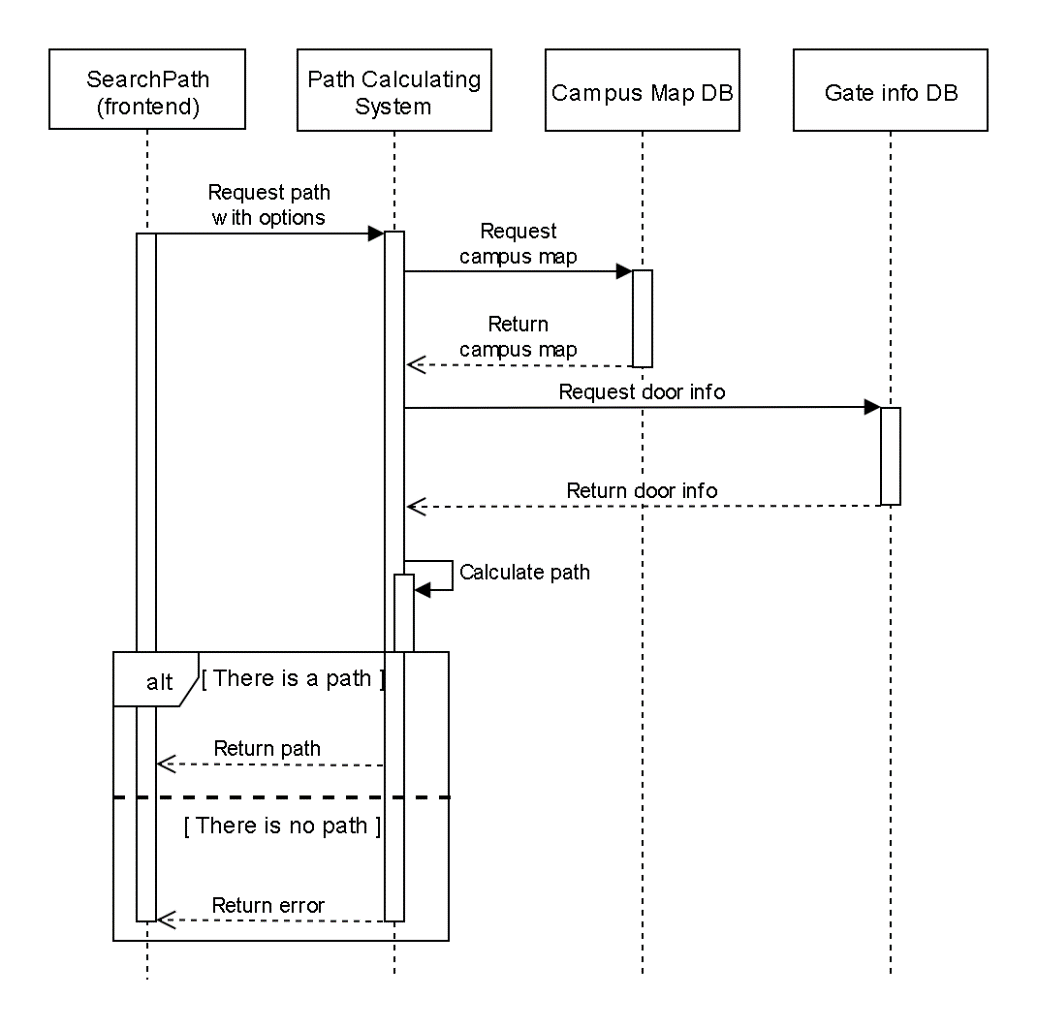 SearchPath
(frontend)
Path Calculating
System
Campus Map DB
Gate info DB
Request path
with options
Request
campus map
Return
campus map
Request door info
Return door info
Calculate path
alt
[ There is a path ]
Return path
[ There is no path ]
Return error